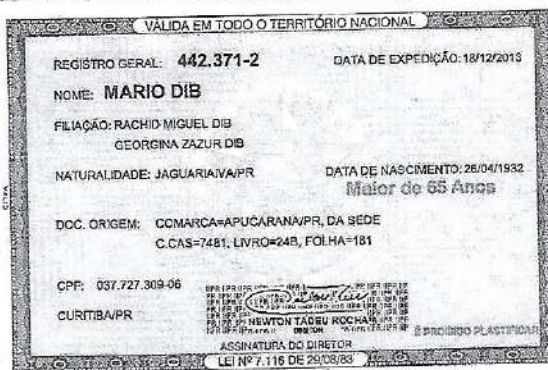 VÁLIDA EM TODO O TERRITÓRIO NACIONAL
REGISTRO GERAL: 442.371-2 DATA DE EXPEDIÇÃO: 18/12/2013
NOME: MARIO DIB
FILIAÇÃO: RACHID MIGUEL DIB
GEORGINA ZAZUR DIB
NATURALIDADE: JAGUARIAIVA/PR DATA DE NASCIMENTO: 26/04/1932
Maior de 65 Anos
DOC. ORIGEM: COMARCA=APUCARANA/PR, DA SEDE
C.CAS=7481, LIVRO=24B, FOLHA=181
CPF: 037.727.309-06
CURITIBA/PR
NEWTON TADEU ROCHA
DIRETOR
É PROIBIDO PLASTIFICAR
ASSINATURA DO DIRETOR
LEI Nº 7.116 DE 29/08/83